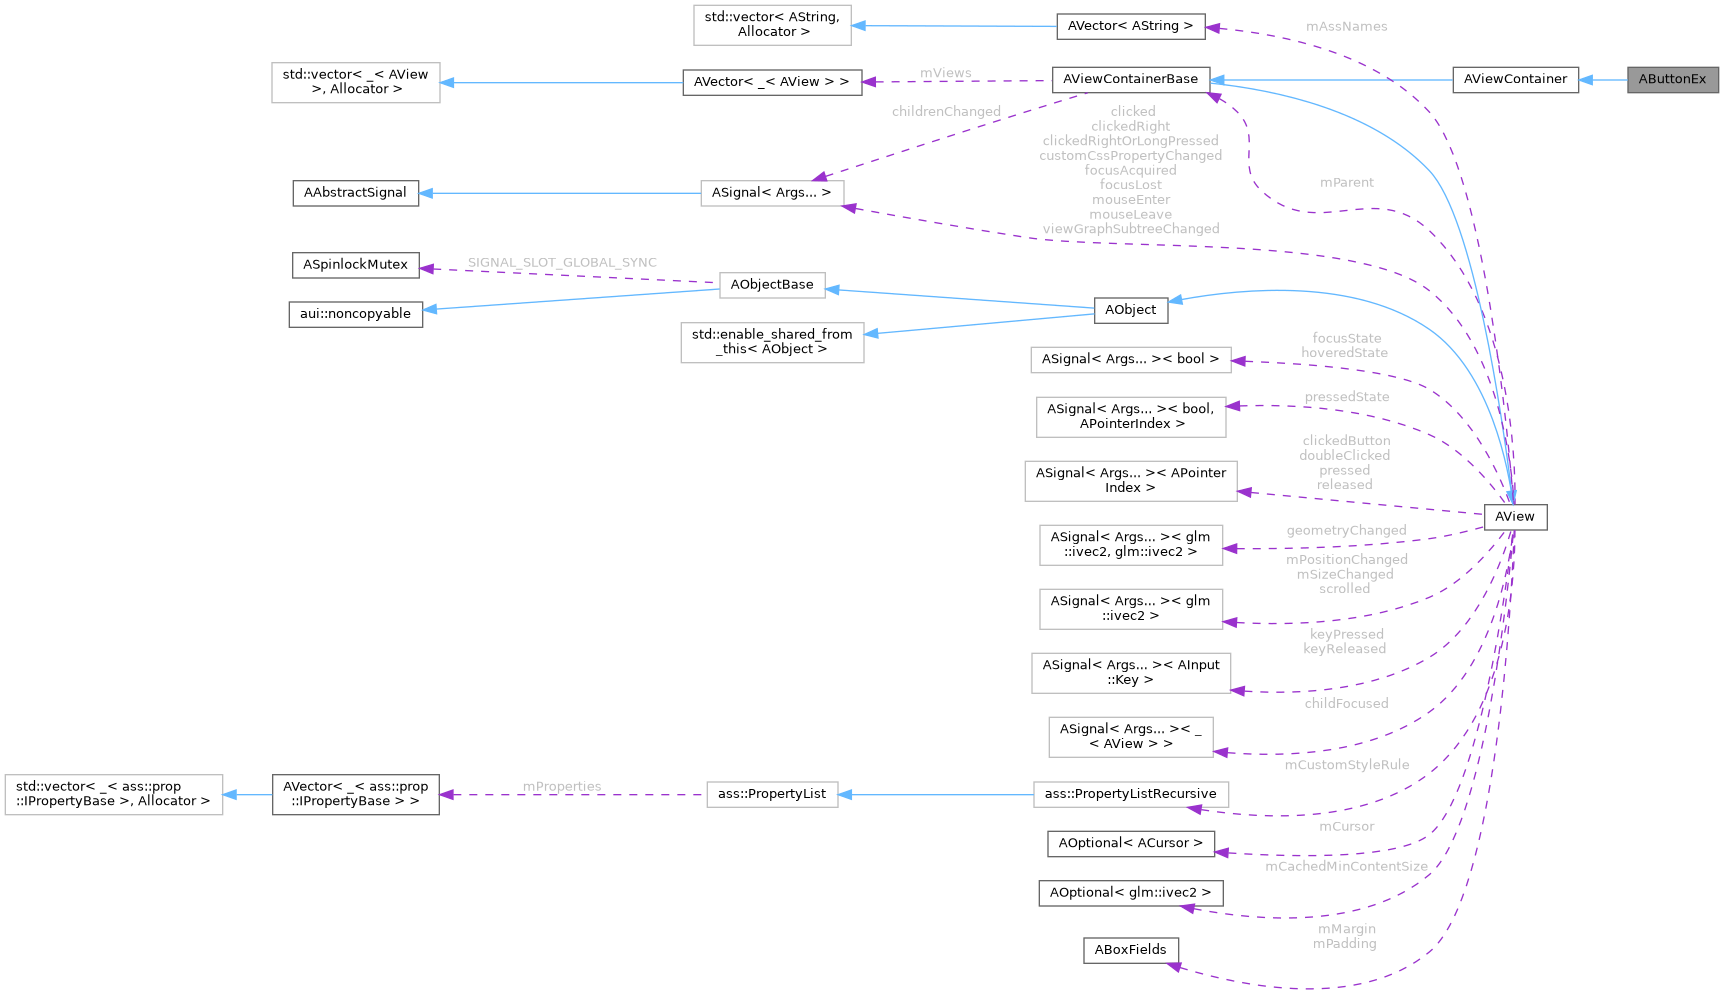 std::vector< AString,
Allocator >
AVector< AString >
mAssNames
std::vector< _< AView
>, Allocator >
AVector< _< AView > >
mViews
AViewContainerBase
AViewContainer
AButtonEx
childrenChanged
clicked
clickedRight
clickedRightOrLongPressed
customCssPropertyChanged
focusAcquired
focusLost
mouseEnter
mouseLeave
viewGraphSubtreeChanged
mParent
AAbstractSignal
ASignal< Args... >
ASpinlockMutex
SIGNAL_SLOT_GLOBAL_SYNC
AObjectBase
aui::noncopyable
AObject
std::enable_shared_from
_this< AObject >
focusState
hoveredState
ASignal< Args... >< bool >
pressedState
ASignal< Args... >< bool,
APointerIndex >
clickedButton
doubleClicked
pressed
released
ASignal< Args... >< APointer
Index >
AView
geometryChanged
ASignal< Args... >< glm
::ivec2, glm::ivec2 >
mPositionChanged
mSizeChanged
scrolled
ASignal< Args... >< glm
::ivec2 >
keyPressed
keyReleased
ASignal< Args... >< AInput
::Key >
childFocused
ASignal< Args... >< _
< AView > >
mCustomStyleRule
std::vector< _< ass::prop
::IPropertyBase >, Allocator >
AVector< _< ass::prop
::IPropertyBase > >
mProperties
ass::PropertyList
ass::PropertyListRecursive
mCursor
AOptional< ACursor >
mCachedMinContentSize
AOptional< glm::ivec2 >
mMargin
mPadding
ABoxFields